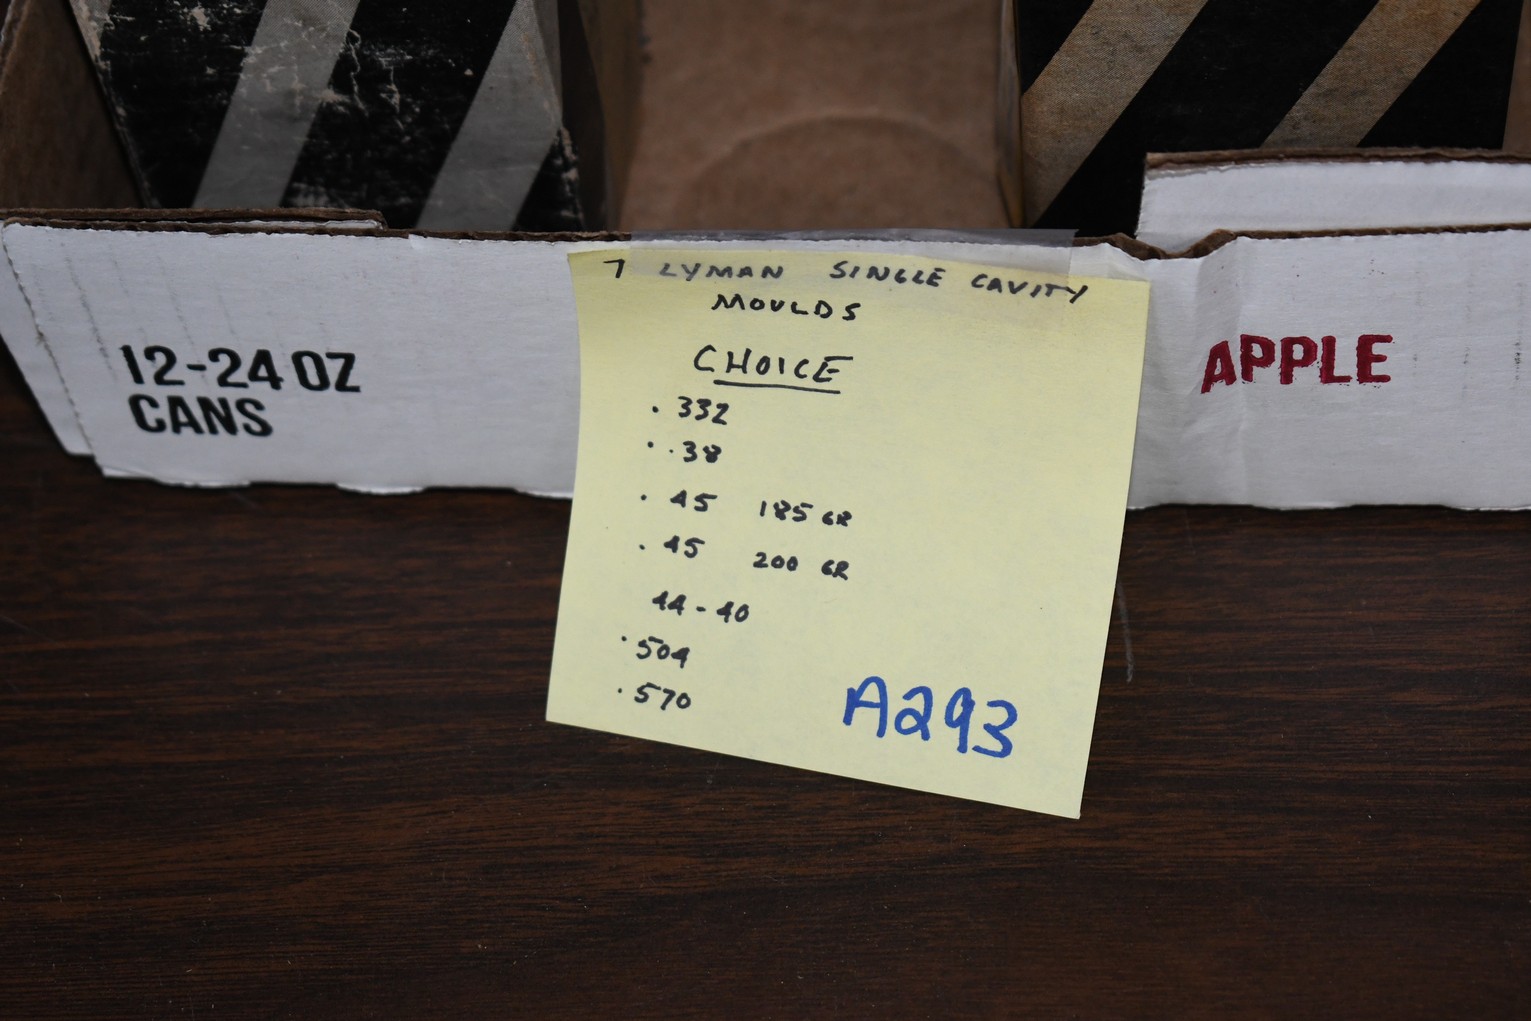 7 LYMAN SINGLE CAVITY
MOULDS
CHOICE
.332
.38
.45 185 GR
.45 200 GR
44-40
.504
.570
A293
12-24 OZ
CANS
APPLE